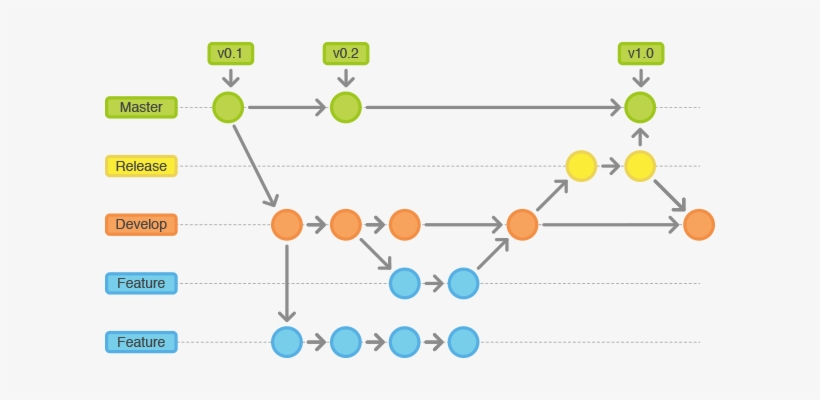 v0.1
v0.2
v1.0
Master
Release
Develop
Feature
Feature